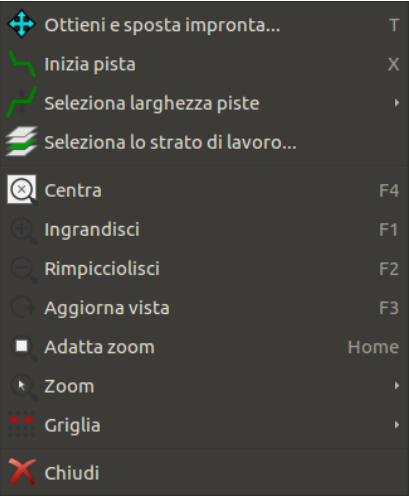 Ottieni e sposta impronta... T
Inizia pista X
Seleziona larghezza piste
Seleziona lo strato di lavoro...
Centra F4
Ingrandisci F1
Rimpicciolisci F2
Aggiorna vista F3
Adatta zoom Home
Zoom
Griglia
Chiudi